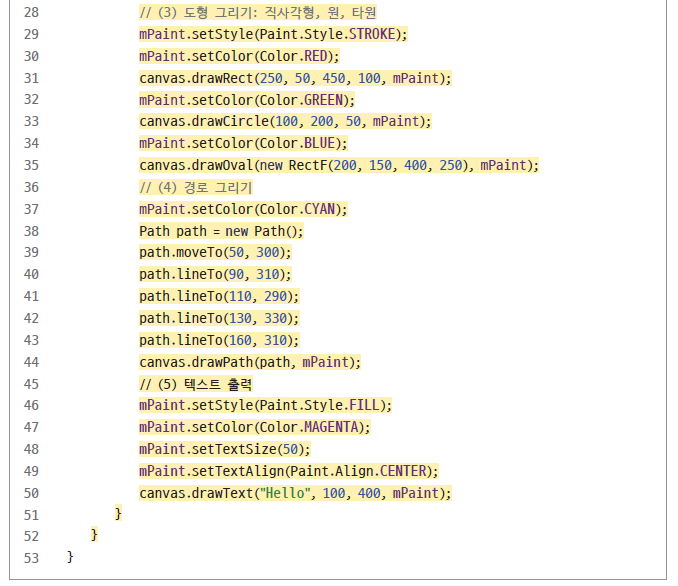 28 // (3) 도형 그리기: 직사각형, 원, 타원
29 mPaint.setStyle(Paint.Style.STROKE);
30 mPaint.setColor(Color.RED);
31 canvas.drawRect(250, 50, 450, 100, mPaint);
32 mPaint.setColor(Color.GREEN);
33 canvas.drawCircle(100, 200, 50, mPaint);
34 mPaint.setColor(Color.BLUE);
35 canvas.drawOval(new RectF(200, 150, 400, 250), mPaint);
36 // (4) 경로 그리기
37 mPaint.setColor(Color.CYAN);
38 Path path = new Path();
39 path.moveTo(50, 300);
40 path.lineTo(90, 310);
41 path.lineTo(110, 290);
42 path.lineTo(130, 330);
43 path.lineTo(160, 310);
44 canvas.drawPath(path, mPaint);
45 // (5) 텍스트 출력
46 mPaint.setStyle(Paint.Style.FILL);
47 mPaint.setColor(Color.MAGENTA);
48 mPaint.setTextSize(50);
49 mPaint.setTextAlign(Paint.Align.CENTER);
50 canvas.drawText("Hello", 100, 400, mPaint);
51 }
52 }
53 }